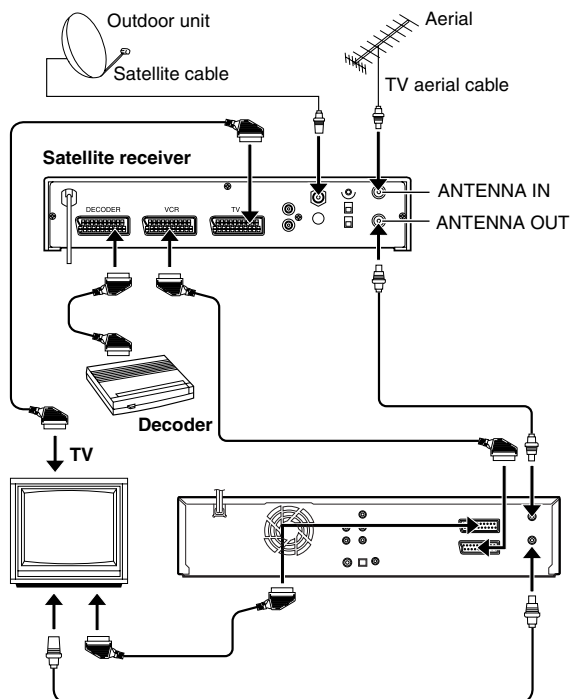 Outdoor unit
Aerial
Satellite cable
TV aerial cable
Satellite receiver
DECODER
VCR
TV
ANTENNA IN
ANTENNA OUT
Decoder
TV